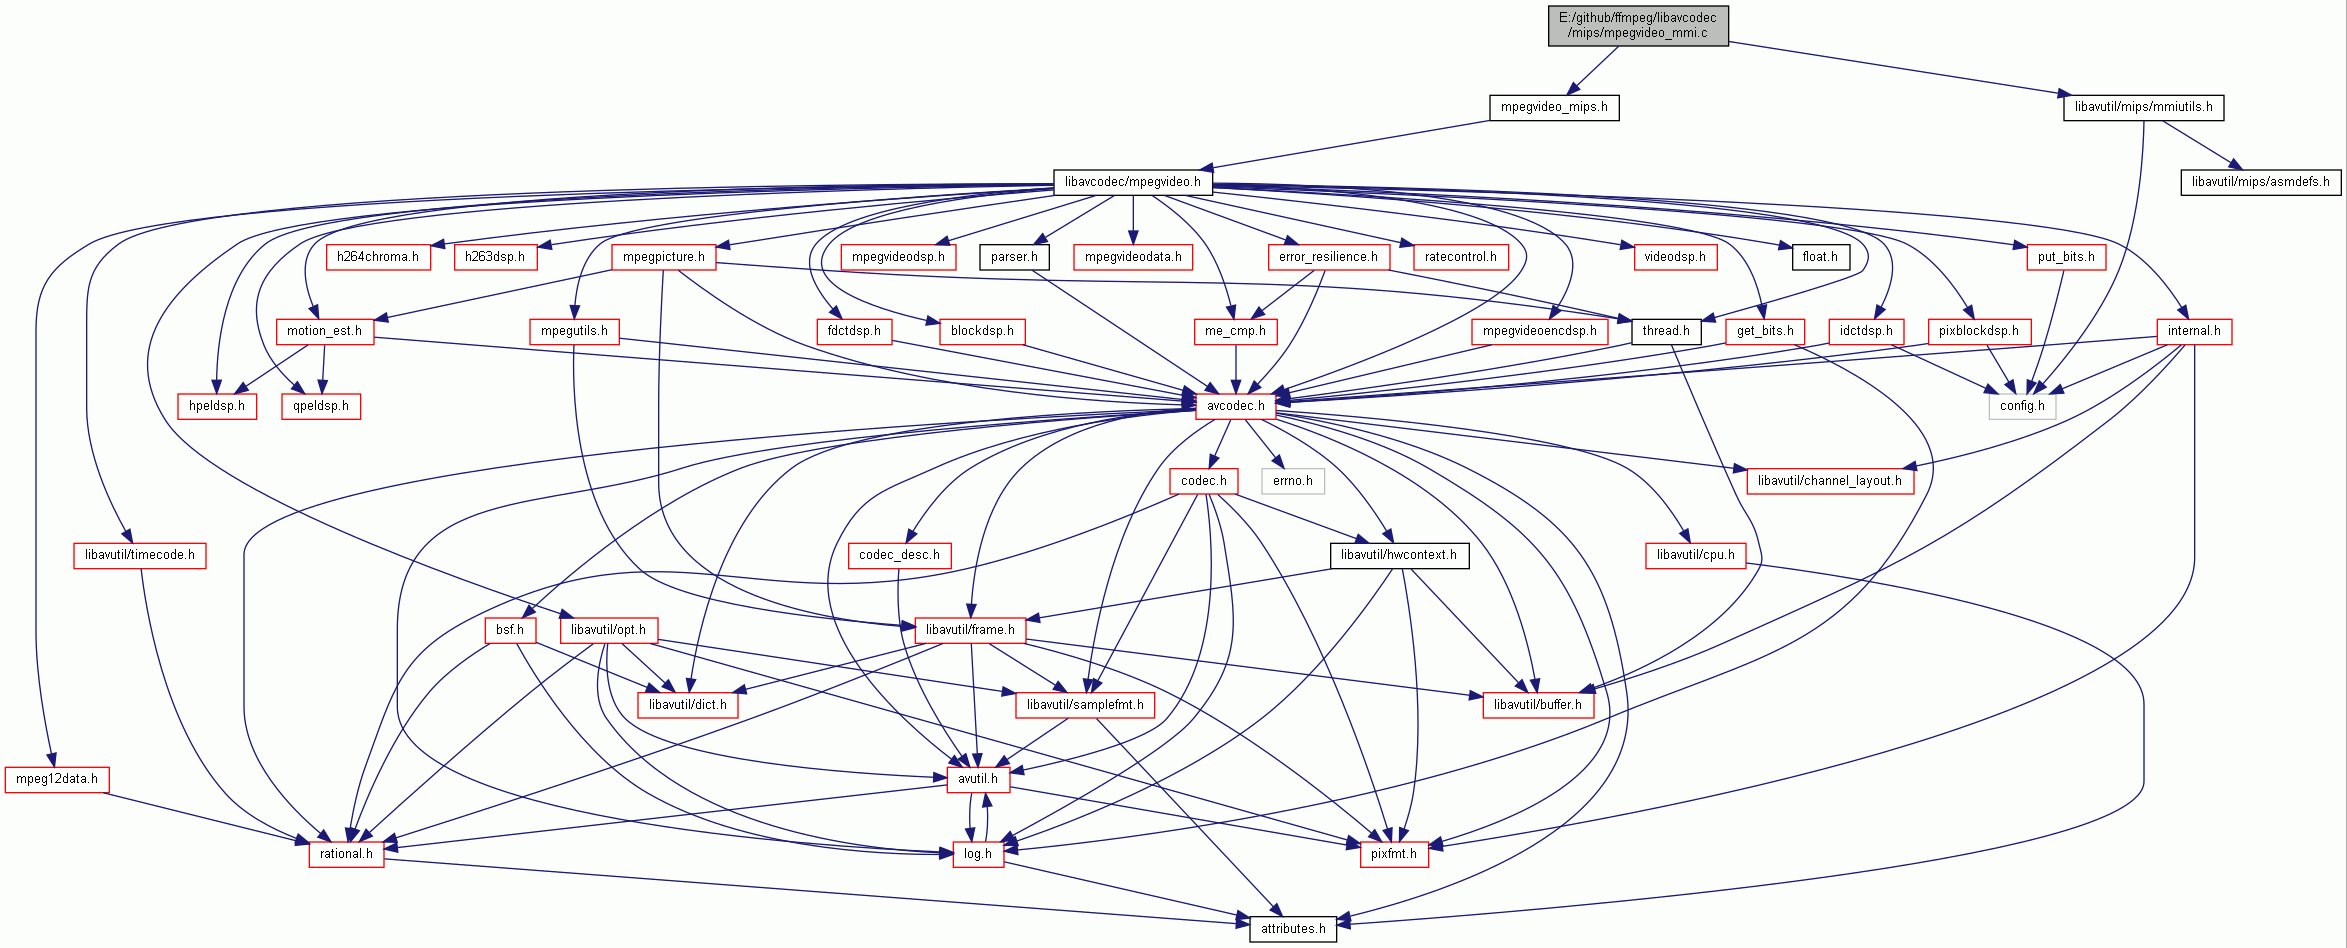 E:/github/ffmpeg/libavcodec
/mips/mpegvideo_mmi.c
mpegvideo_mips.h
libavutil/mips/mmiutils.h
libavcodec/mpegvideo.h
libavutil/mips/asmdefs.h
h264chroma.h
h263dsp.h
mpegpicture.h
mpegvideodsp.h
parser.h
mpegvideodata.h
error_resilience.h
ratecontrol.h
videodsp.h
float.h
put_bits.h
motion_est.h
mpegutils.h
fdctdsp.h
blockdsp.h
me_cmp.h
mpegvideoencdsp.h
thread.h
get_bits.h
idctdsp.h
pixblockdsp.h
internal.h
hpeldsp.h
qpeldsp.h
avcodec.h
config.h
codec.h
errno.h
libavutil/channel_layout.h
libavutil/timecode.h
codec_desc.h
libavutil/hwcontext.h
libavutil/cpu.h
bsf.h
libavutil/opt.h
libavutil/frame.h
libavutil/dict.h
libavutil/samplefmt.h
libavutil/buffer.h
mpeg12data.h
avutil.h
rational.h
log.h
pixfmt.h
attributes.h